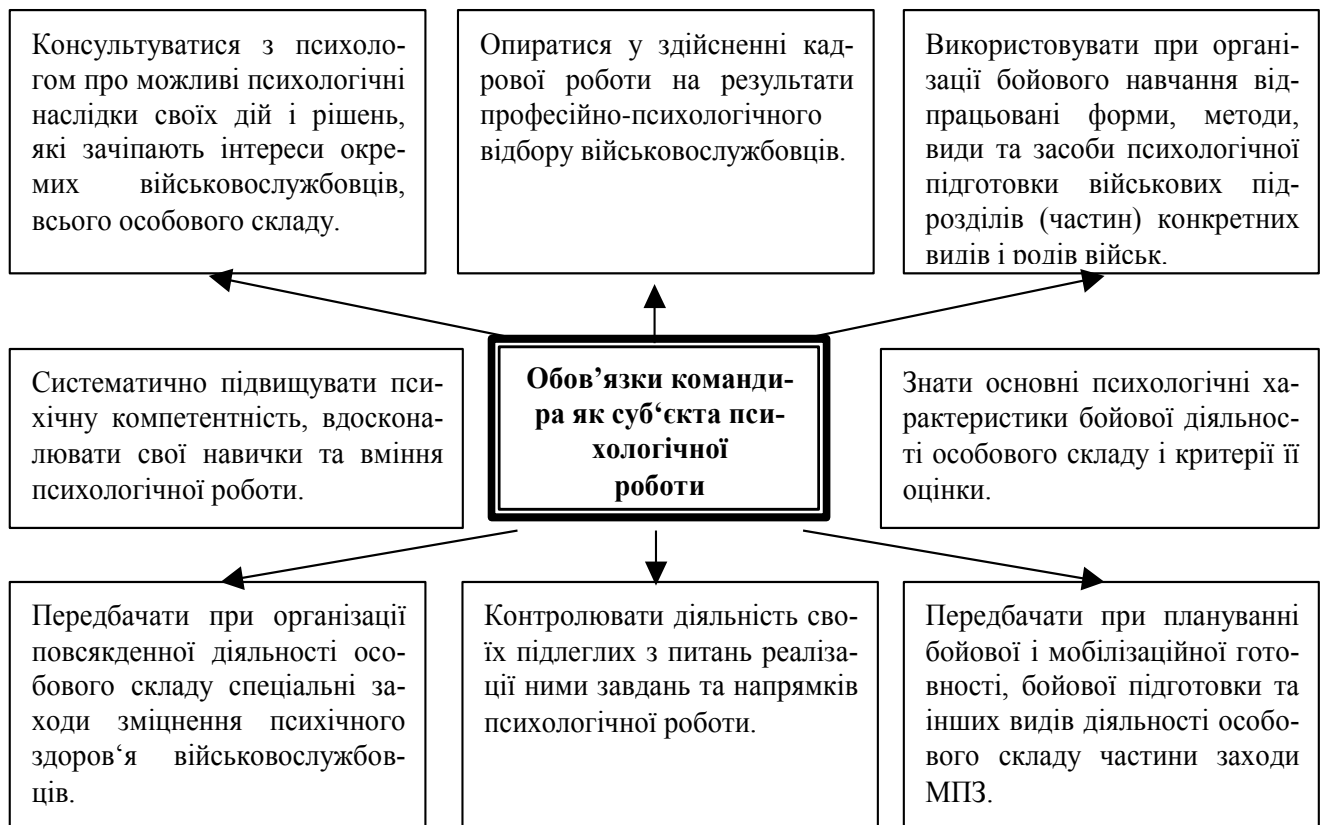 Консультуватися з психоло-
гом про можливі психологічні
наслідки своїх дій і рішень,
які зачіпають інтереси окре-
мих військовослужбовців,
всього особового складу.
Опиратися у здійсненні кад-
рової роботи на результати
професійно-психологічного
відбору військовослужбовців.
Використовувати при органі-
зації бойового навчання від-
працьовані форми, методи,
види та засоби психологічної
підготовки військових під-
розділів (частин) конкретних
видів і родів військ.
Систематично підвищувати пси-
хічну компетентність, вдоскона-
лювати свої навички та вміння
психологічної роботи.
Обов’язки команди-
ра як суб‘єкта пси-
хологічної
роботи
Знати основні психологічні ха-
рактеристики бойової діяльнос-
ті особового складу і критерії її
оцінки.
Передбачати при організації
повсякденної діяльності осо-
бового складу спеціальні за-
ходи зміцнення психічного
здоров‘я військовослужбов-
ців.
Контролювати діяльність сво-
їх підлеглих з питань реаліза-
ції ними завдань та напрямків
психологічної роботи.
Передбачати при плануванні
бойової і мобілізаційної гото-
вності, бойової підготовки та
інших видів діяльності особо-
вого складу частини заходи
МПЗ.